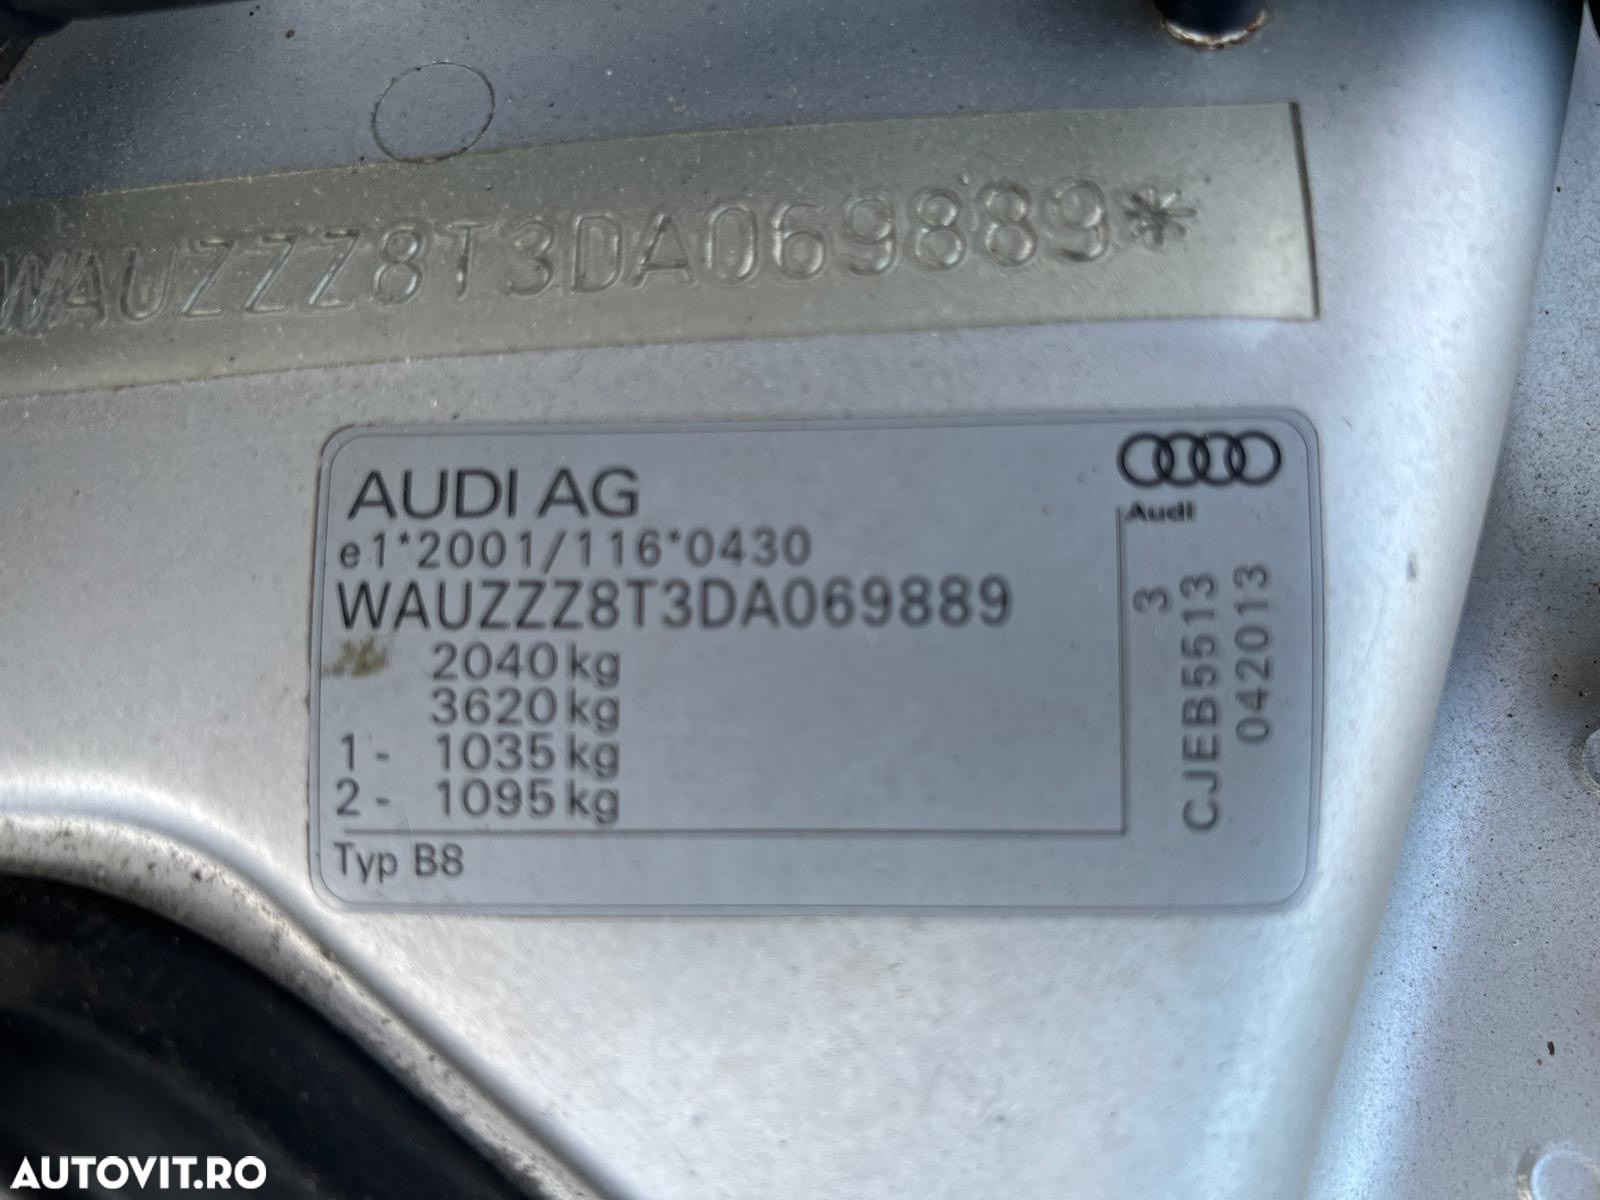 WAUZZZ8T3DA069889*
AUDI AG
Audi
e1*2001/116*0430
WAUZZZ8T3DA069889
2040 kg
3620 kg
1 - 1035 kg
2 - 1095 kg
Typ B8
3
CJEB5513
042013
AUTOVIT.RO